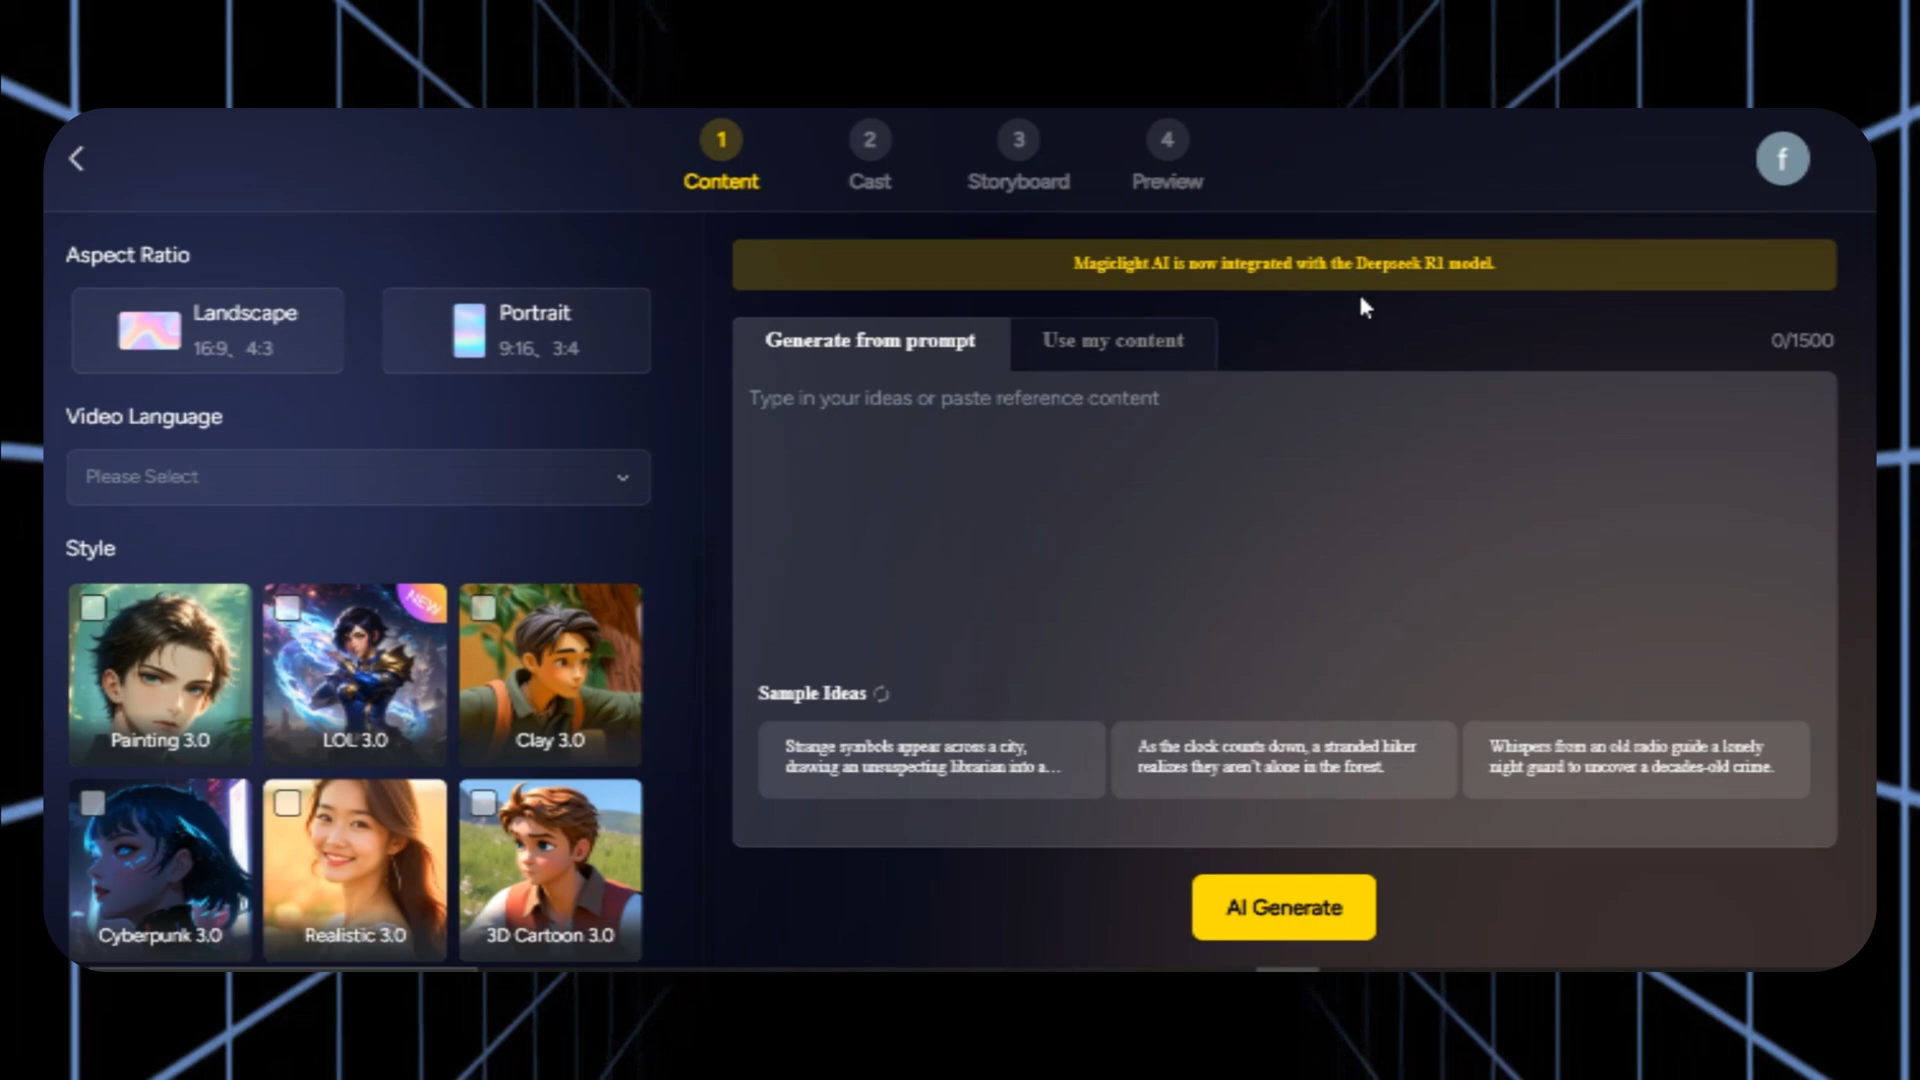 1
2
3
4
f
Content
Cast
Storyboard
Preview
Aspect Ratio
Landscape
16:9、4:3
Portrait
9:16、3:4
Video Language
Please Select
Style
NEW
Painting 3.0
LOL 3.0
Clay 3.0
Cyberpunk 3.0
Realistic 3.0
3D Cartoon 3.0
Magiclight AI is now integrated with the Deepseek R1 model.
Generate from prompt
Use my content
0/1500
Type in your ideas or paste reference content
Sample Ideas
Strange symbols appear across a city,
drawing an unsuspecting librarian into a...
As the clock counts down, a stranded hiker
realizes they aren't alone in the forest.
Whispers from an old radio guide a lonely
night guard to uncover a decades-old crime.
AI Generate